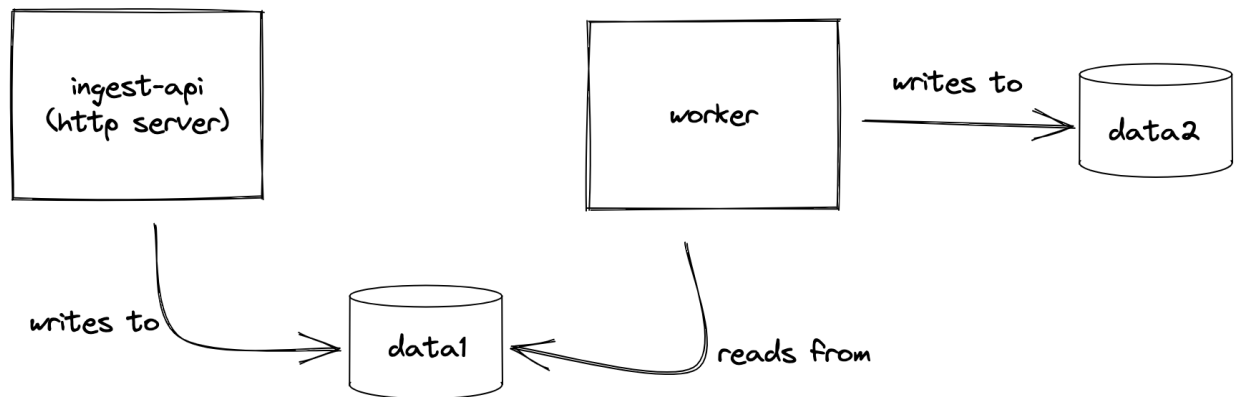 ingest-api
(http server)
worker
writes to
data2
writes to
data1
reads from